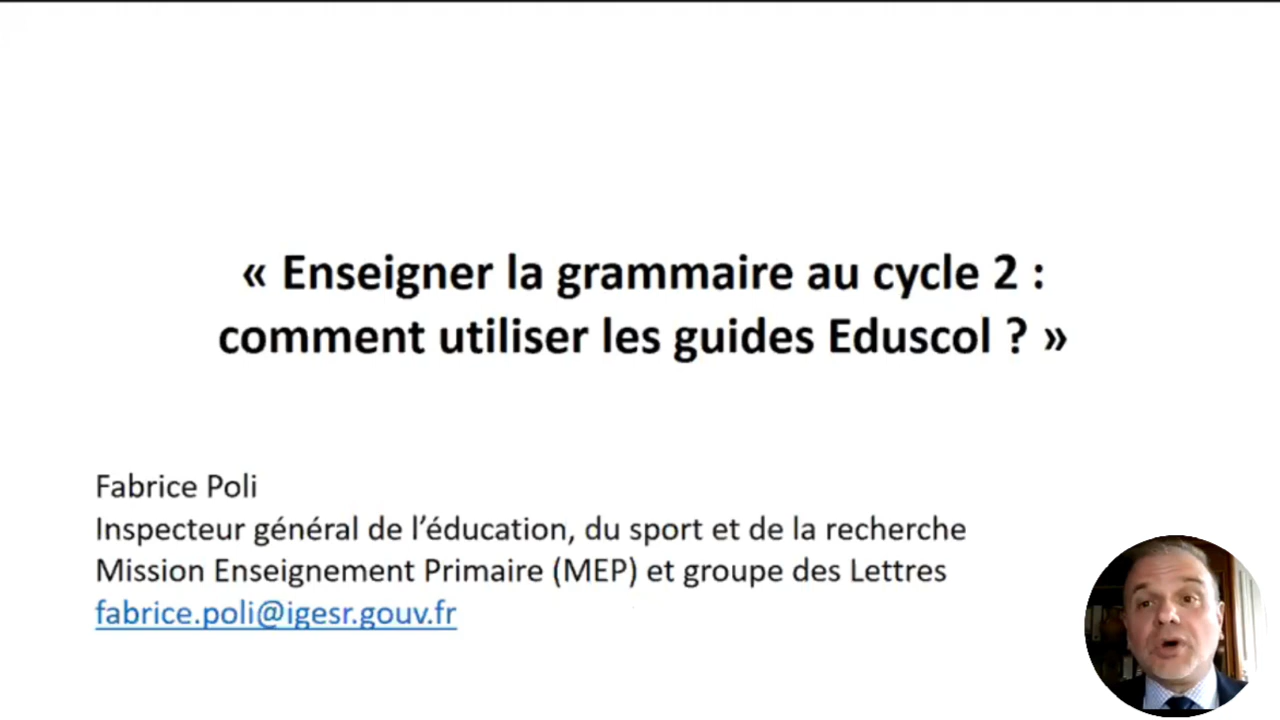 « Enseigner la grammaire au cycle 2 :
comment utiliser les guides Eduscol ? »
Fabrice Poli
Inspecteur général de l’éducation, du sport et de la recherche
Mission Enseignement Primaire (MEP) et groupe des Lettres
fabrice.poli@igesr.gouv.fr